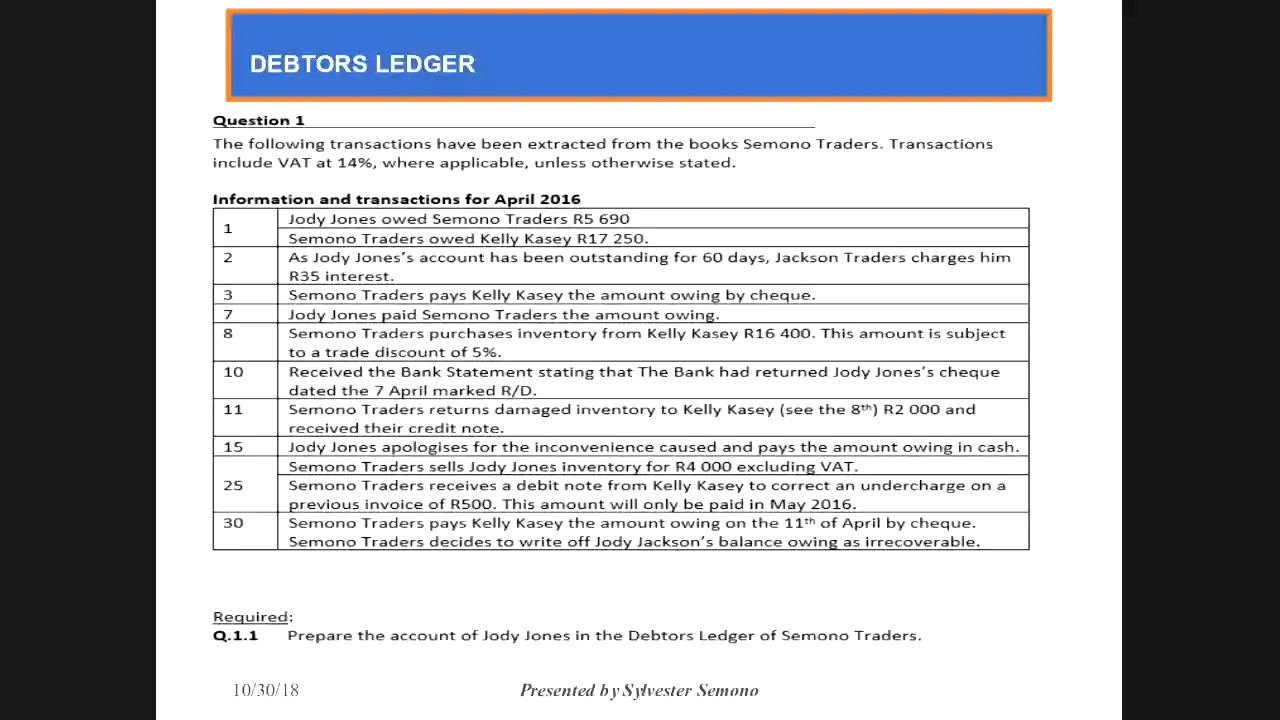 DEBTORS LEDGER
Question 1
The following transactions have been extracted from the books Semono Traders. Transactions
include VAT at 14%, where applicable, unless otherwise stated.
Information and transactions for April 2016
1
Jody Jones owed Semono Traders R5 690
Semono Traders owed Kelly Kasey R17 250.
2
As Jody Jones's account has been outstanding for 60 days, Jackson Traders charges him
R35 interest.
3
Semono Traders pays Kelly Kasey the amount owing by cheque.
7
Jody Jones paid Semono Traders the amount owing.
8
Semono Traders purchases inventory from Kelly Kasey R16 400. This amount is subject
to a trade discount of 5%.
10
Received the Bank Statement stating that The Bank had returned Jody Jones's cheque
dated the 7 April marked R/D.
11
Semono Traders returns damaged inventory to Kelly Kasey (see the 8th) R2 000 and
received their credit note.
15
Jody Jones apologises for the inconvenience caused and pays the amount owing in cash.
Semono Traders sells Jody Jones inventory for R4 000 excluding VAT.
25
Semono Traders receives a debit note from Kelly Kasey to correct an undercharge on a
previous invoice of R500. This amount will only be paid in May 2016.
30
Semono Traders pays Kelly Kasey the amount owing on the 11th of April by cheque.
Semono Traders decides to write off Jody Jackson's balance owing as irrecoverable.
Required:
Q.1.1 Prepare the account of Jody Jones in the Debtors Ledger of Semono Traders.
10/30/18
Presented by Sylvester Semono